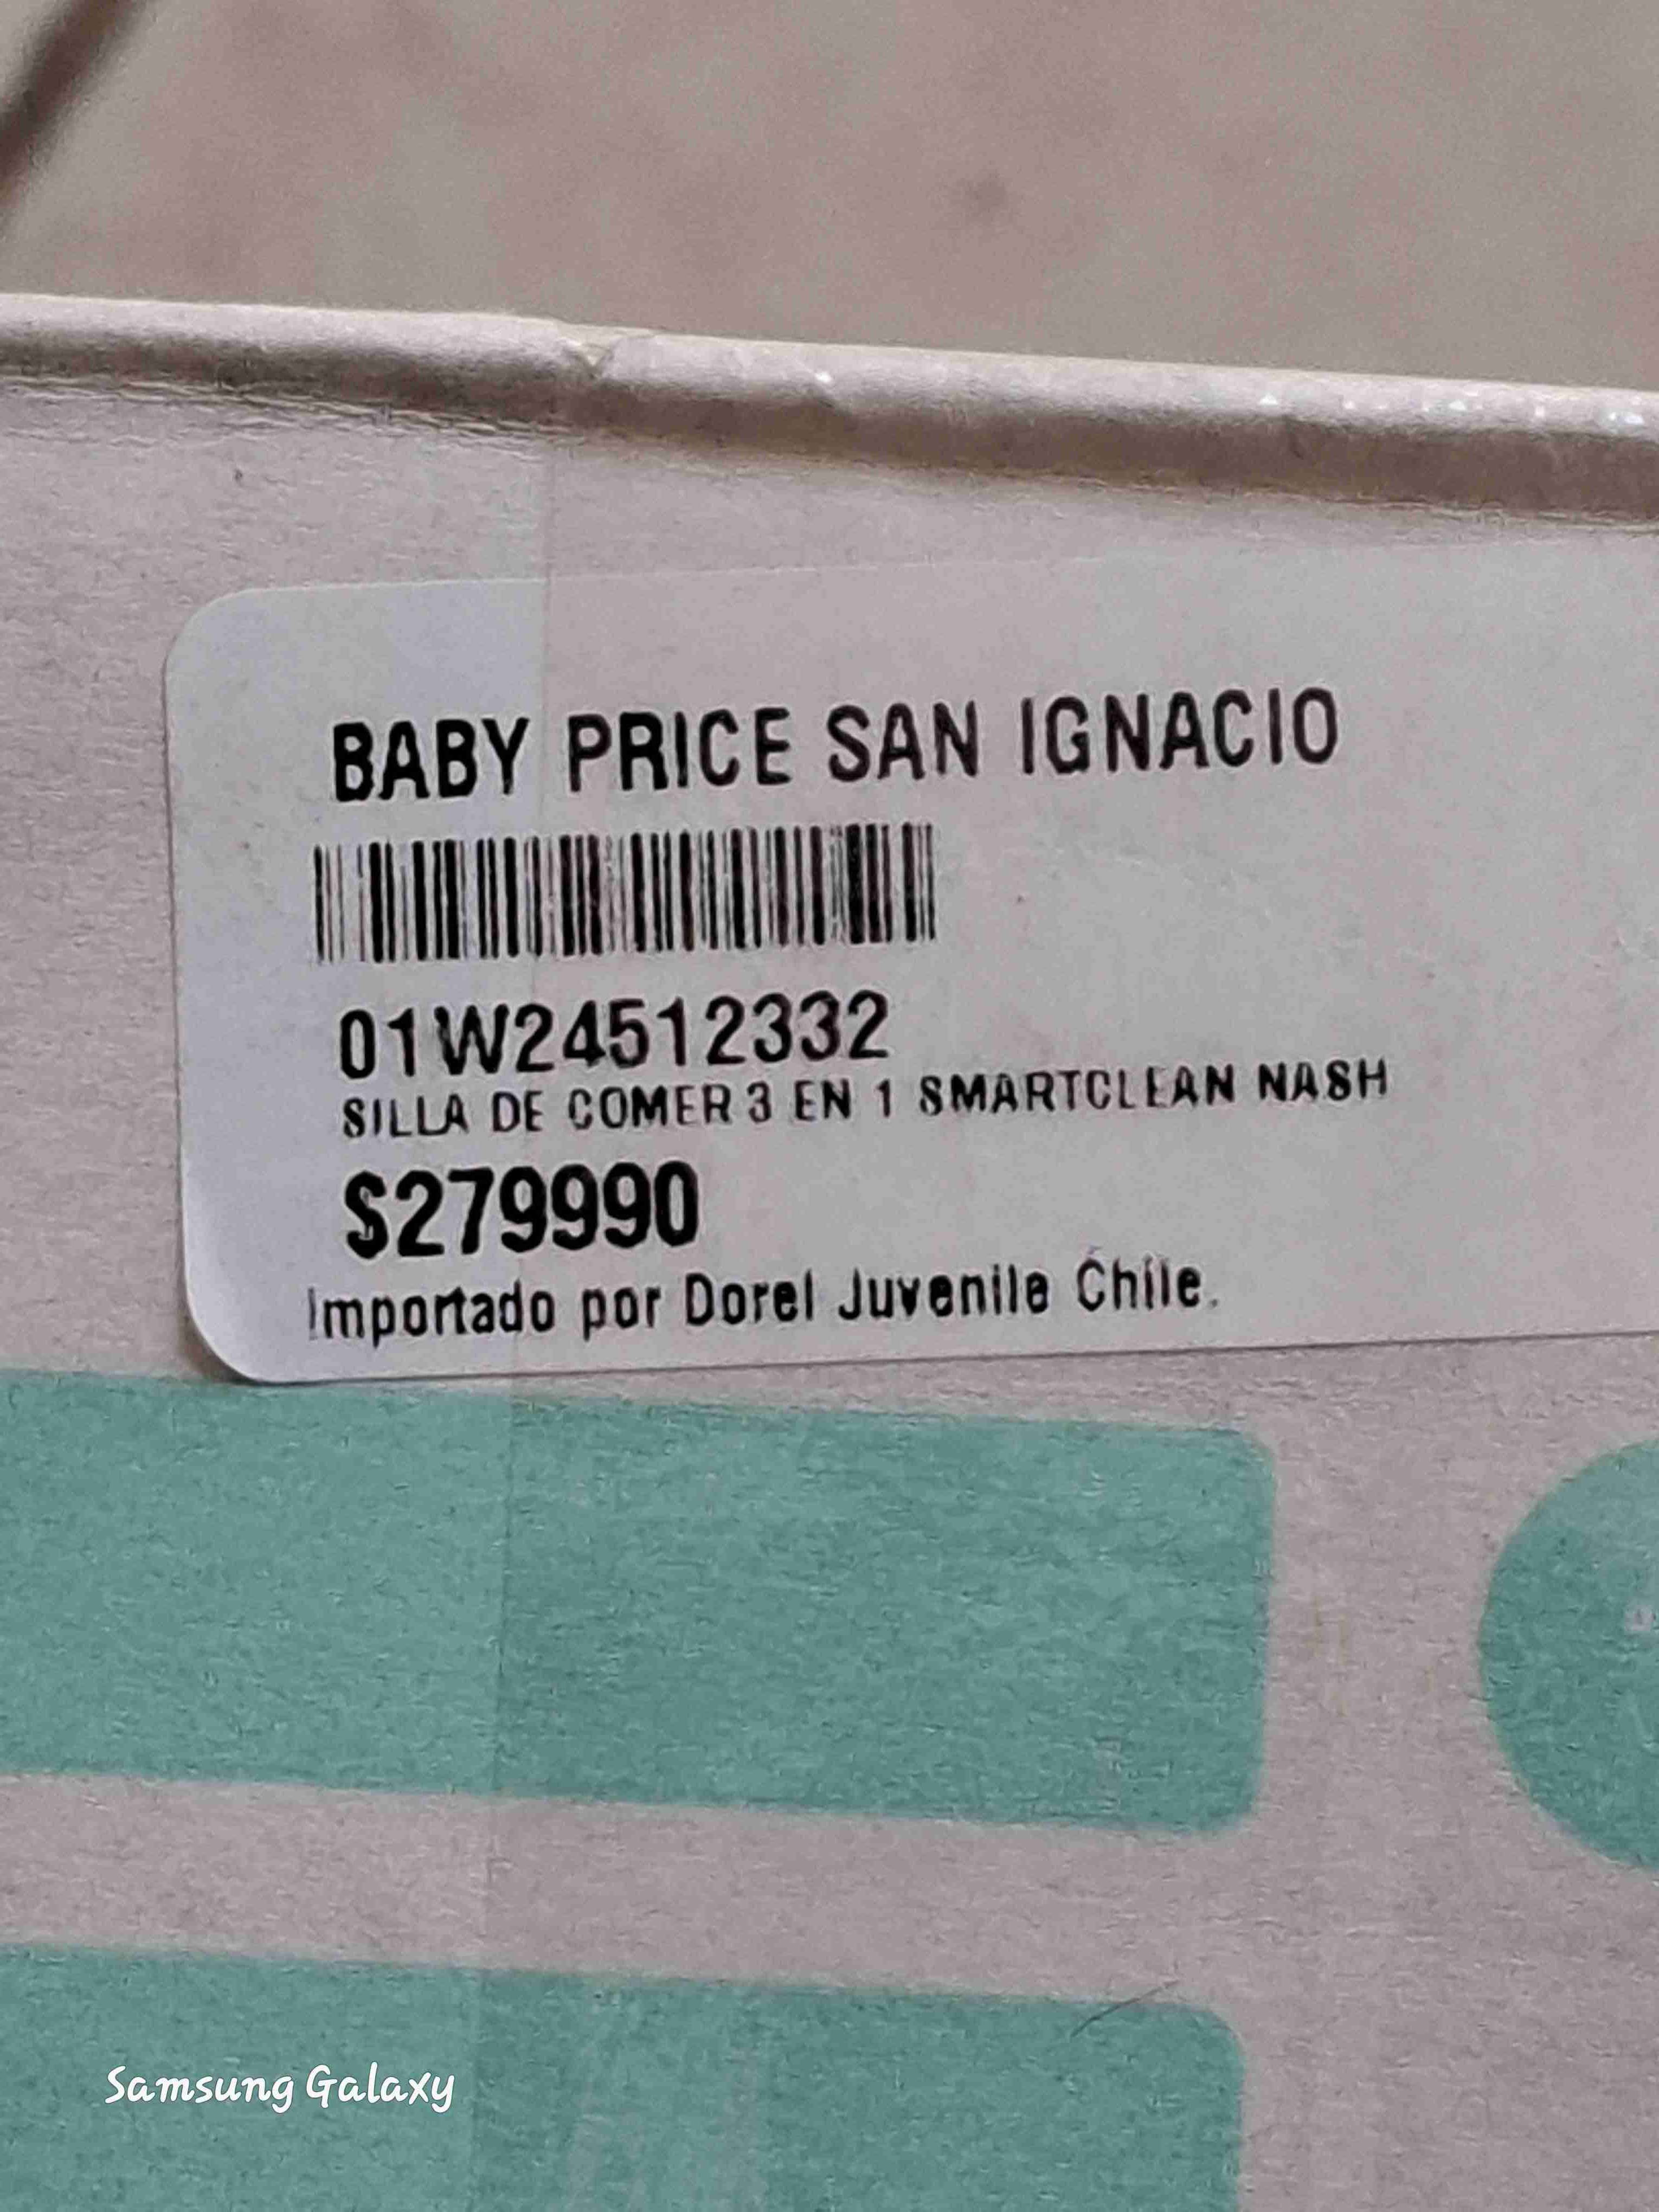 BABY PRICE SAN IGNACIO
01W24512332
SILLA DE COMER 3 EN 1 SMARTCLEAN NASH
$279990
Importado por Dorel Juvenile Chile.
Samsung Galaxy